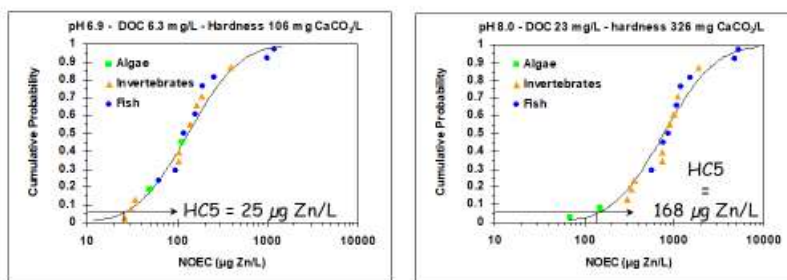 pH 6.9 - DOC 6.3 mg/L - Hardness 106 mg CaCO3/L
Cumulative Probability
1
0.9
0.8
0.7
0.6
0.5
0.4
0.3
0.2
0.1
0
Algae
Invertebrates
Fish
HC5 = 25 µg Zn/L
10 100 1000 10000
NOEC (µg Zn/L)
pH 8.0 - DOC 23 mg/L - hardness 326 mg CaCO3/L
Cumulative Probability
1
0.9
0.8
0.7
0.6
0.5
0.4
0.3
0.2
0.1
0
Algae
Invertebrates
Fish
HC5
=
168 µg Zn/L
10 100 1000 10000
NOEC (µg Zn/L)